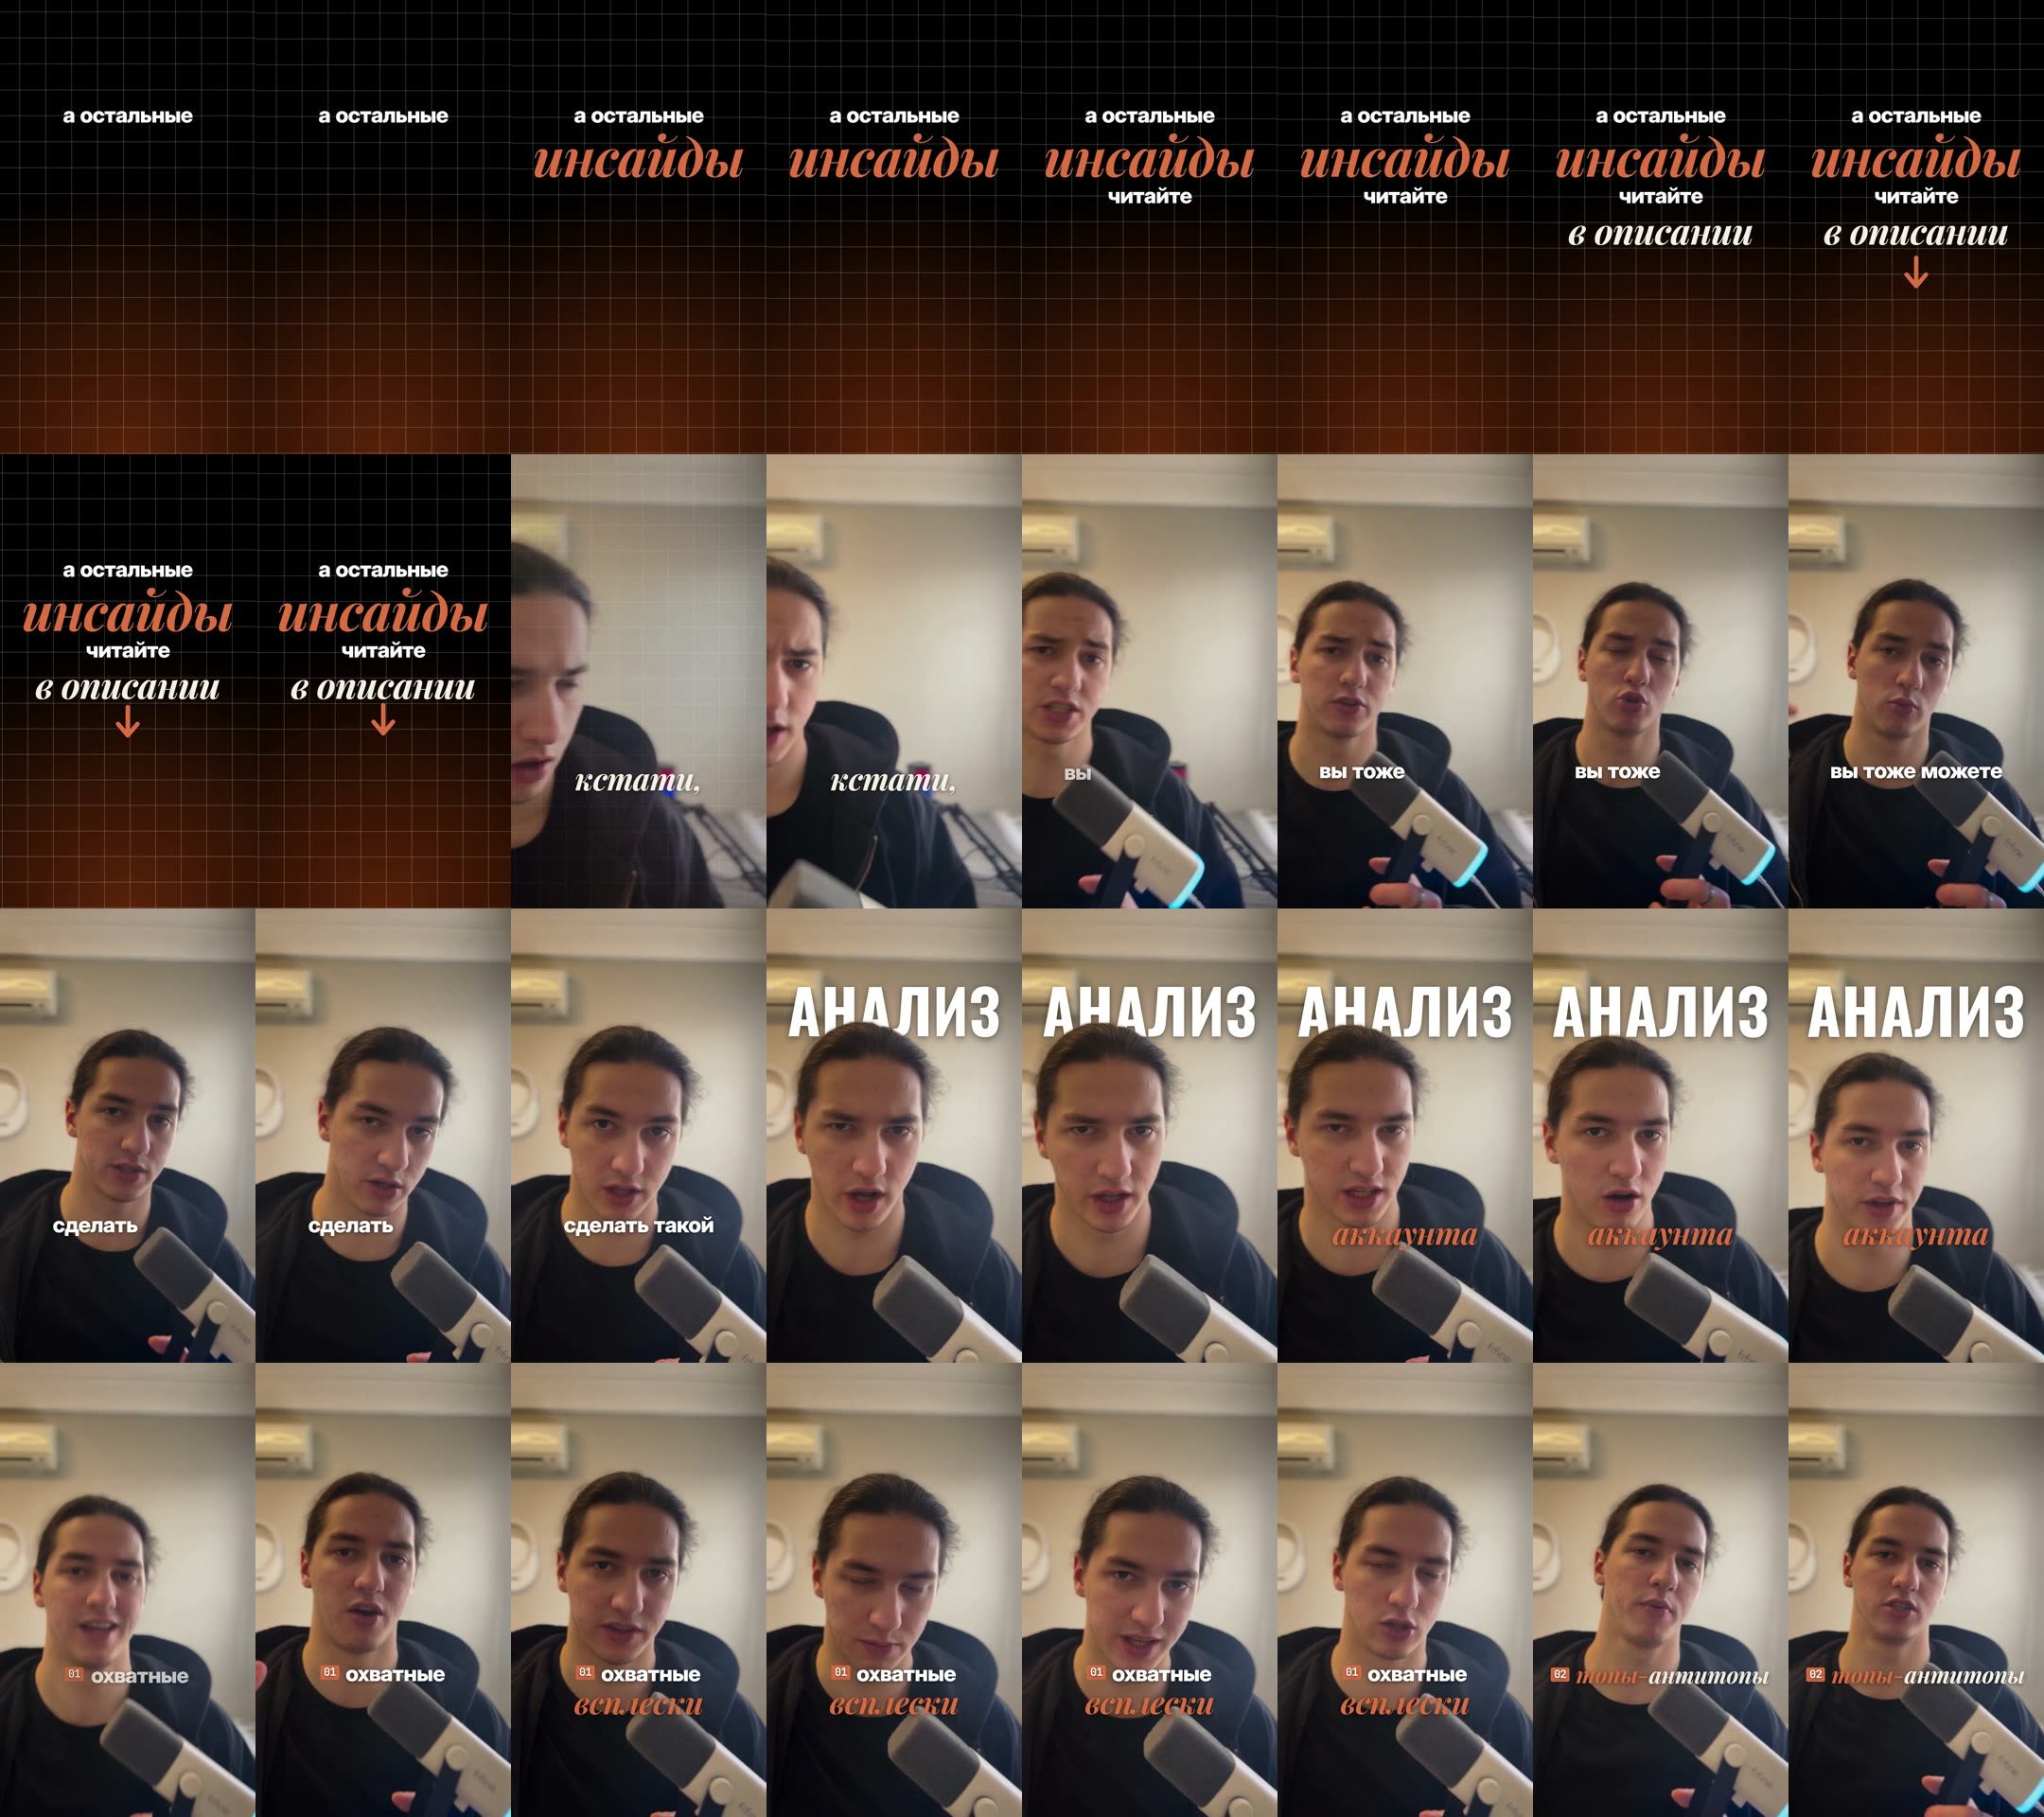 а остальные
а остальные
а остальные
инсайды
а остальные
инсайды
а остальные
инсайды
читайте
а остальные
инсайды
читайте
а остальные
инсайды
читайте
в описании
а остальные
инсайды
читайте
в описании
а остальные
инсайды
читайте
в описании
а остальные
инсайды
читайте
в описании
кстати,
кстати,
вы
вы тоже
вы тоже
вы тоже можете
сделать
сделать
сделать такой
АНАЛИЗ
АНАЛИЗ
АНАЛИЗ
аккаунта
АНАЛИЗ
аккаунта
АНАЛИЗ
аккаунта
01 охватные
01 охватные
01 охватные
всплески
01 охватные
всплески
01 охватные
всплески
01 охватные
всплески
02 топы-антитопы
02 топы-антитопы